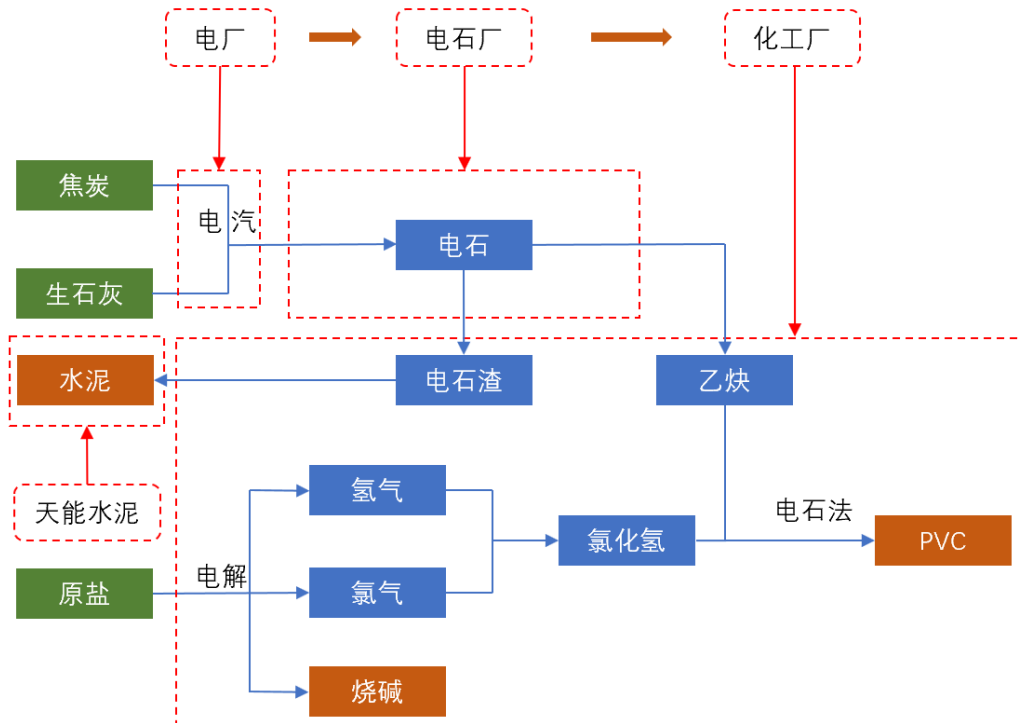 电厂
电石厂
化工厂
焦炭
电 汽
电石
生石灰
水泥
电石渣
乙炔
氢气
天能水泥
电石法
氯化氢
PVC
电解
原盐
氯气
烧碱